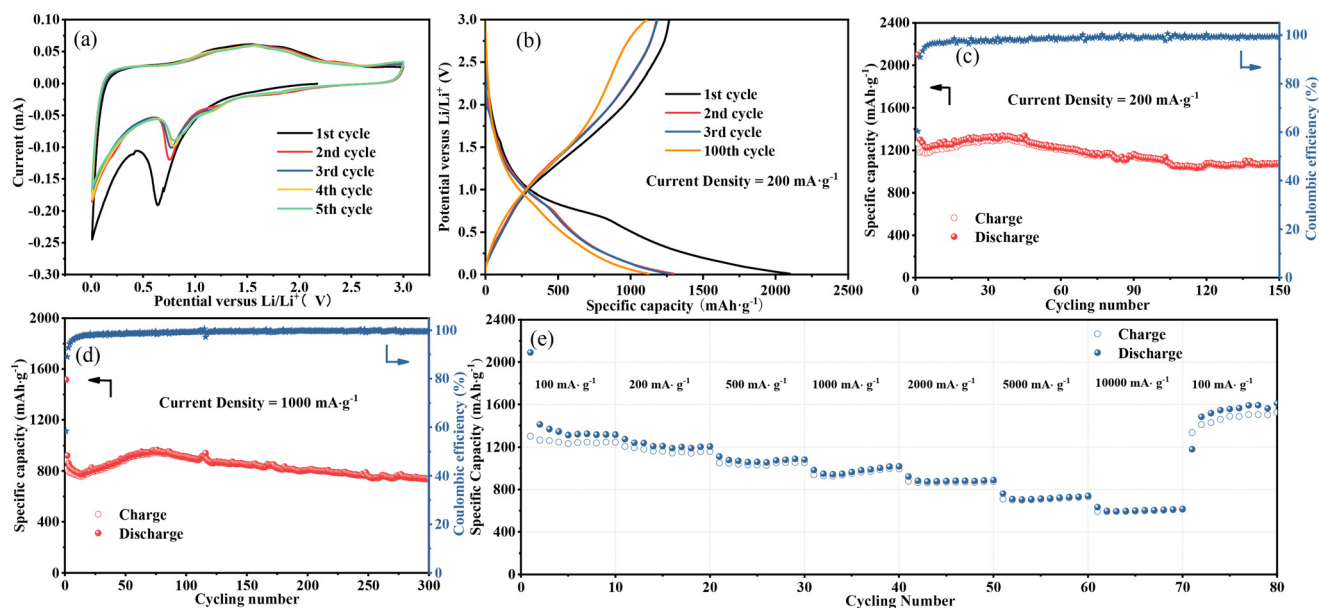 (a)
0.10
0.05
0.00
-0.05
-0.10
-0.15
-0.20
-0.25
-0.30
Current (mA)
1st cycle
2nd cycle
3rd cycle
4th cycle
5th cycle
0.0 0.5 1.0 1.5 2.0 2.5 3.0
Potential versus Li/Li⁺( V)
(b)
3.0
2.5
2.0
1.5
1.0
0.5
0.0
Potential versus Li/Li⁺ (V)
1st cycle
2nd cycle
3rd cycle
100th cycle
Current Density = 200 mA·g⁻¹
0 500 1000 1500 2000 2500
Specific capacity (mAh·g⁻¹)
(c)
2400
2000
1600
1200
800
400
0
Specific capacity (mAh·g⁻¹)
Current Density = 200 mA·g⁻¹
Charge
Discharge
100
80
60
40
20
0
Coulombic efficiency (%)
0 30 60 90 120 150
Cycling number
(d)
2000
1600
1200
800
400
0
Specific capacity (mAh·g⁻¹)
Current Density = 1000 mA·g⁻¹
Charge
Discharge
100
80
60
40
20
0
Coulombic efficiency (%)
0 50 100 150 200 250 300
Cycling number
(e)
2400
2000
1600
1200
800
400
0
Specific Capacity (mAh·g⁻¹)
Charge
Discharge
100 mA· g⁻¹ 200 mA· g⁻¹ 500 mA· g⁻¹ 1000 mA· g⁻¹ 2000 mA· g⁻¹ 5000 mA· g⁻¹ 10000 mA· g⁻¹ 100 mA· g⁻¹
0 10 20 30 40 50 60 70 80
Cycling Number